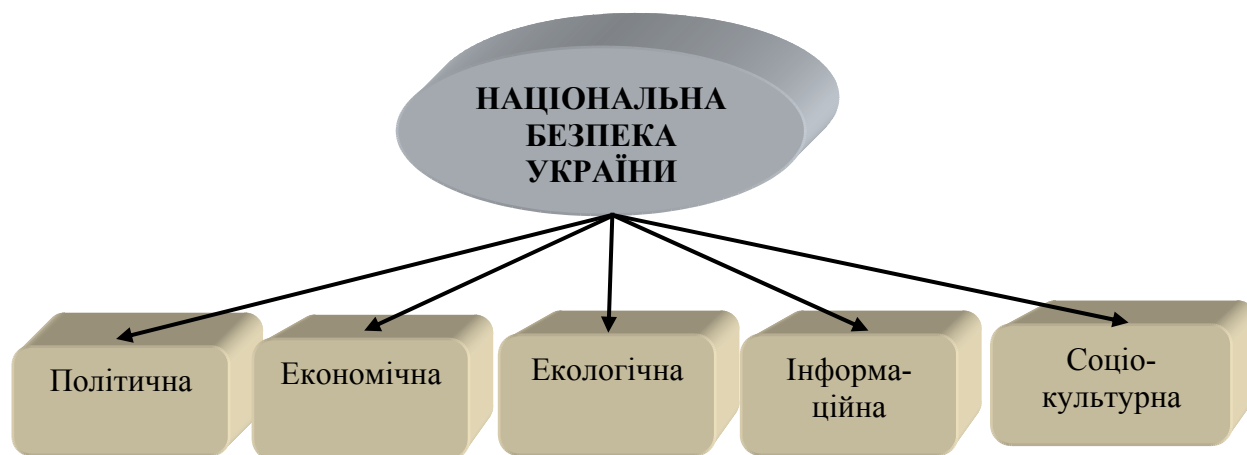 НАЦІОНАЛЬНА
БЕЗПЕКА
УКРАЇНИ
Політична
Економічна
Екологічна
Інформа-
ційна
Соціо-
культурна